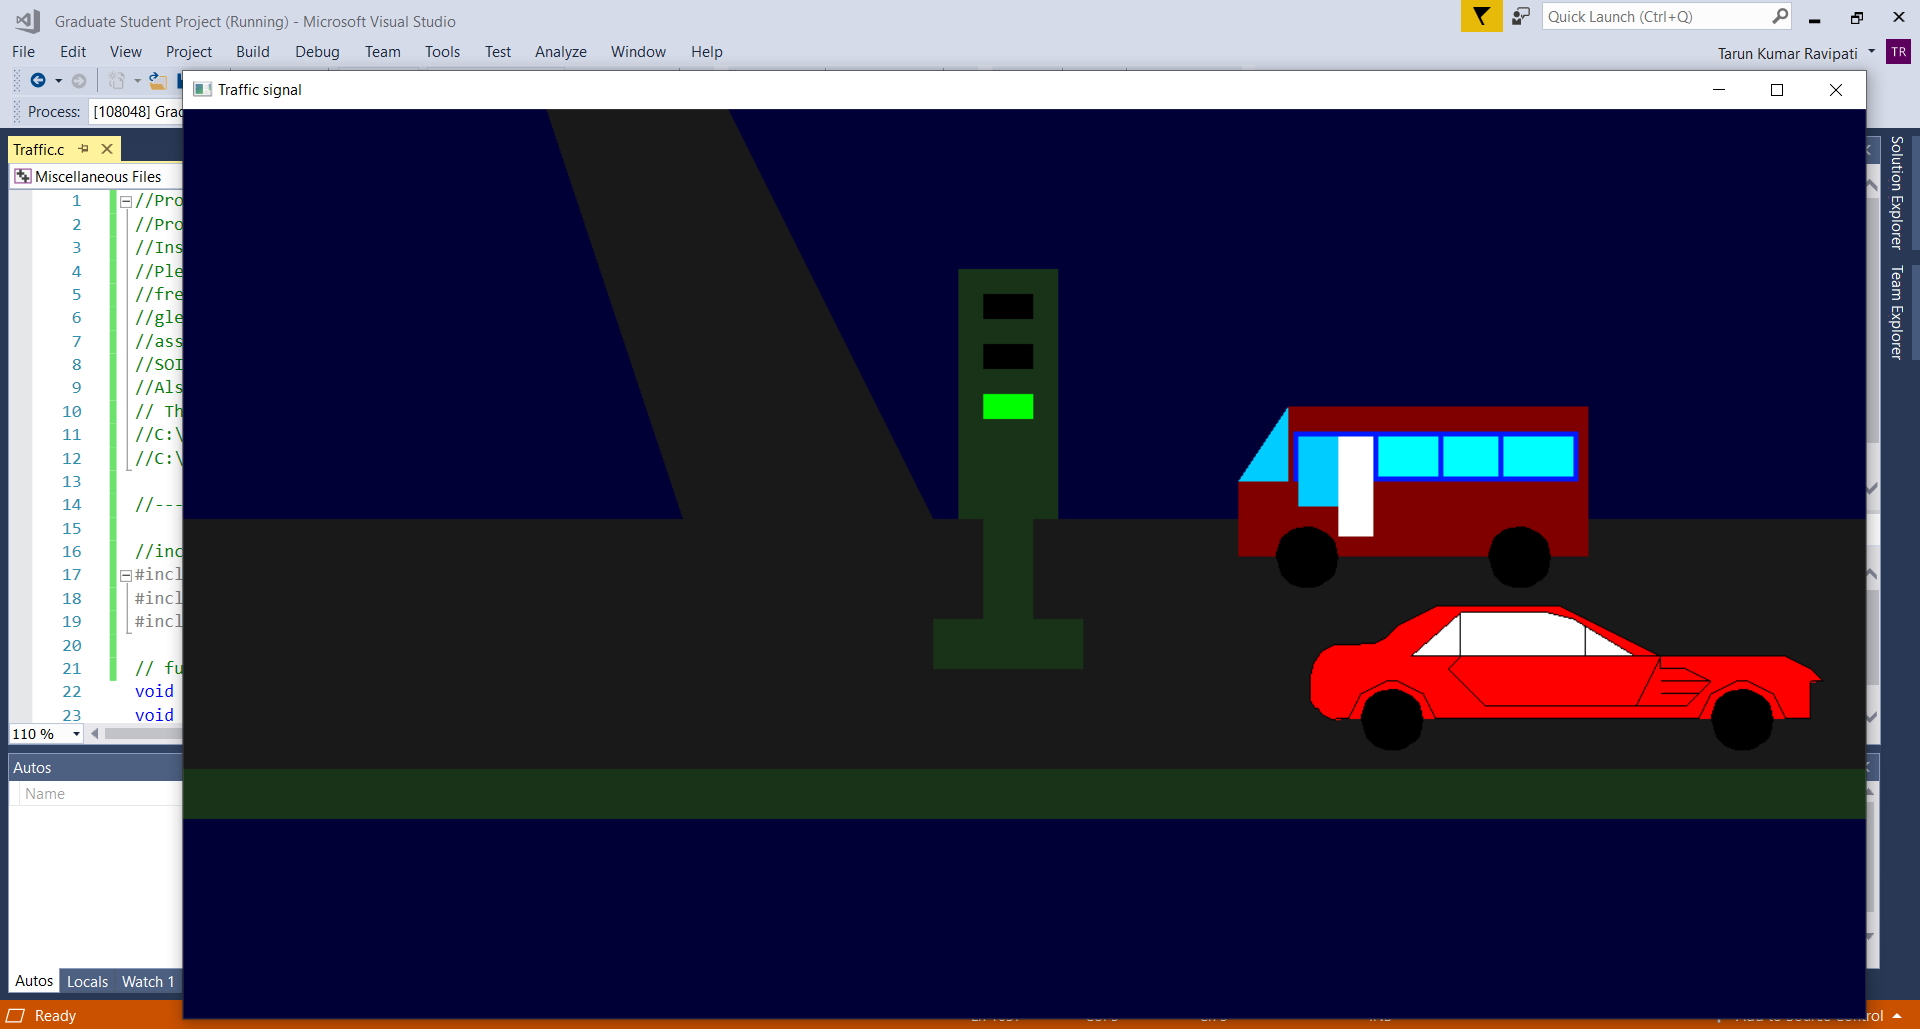 Graduate Student Project (Running) - Microsoft Visual Studio
Quick Launch (Ctrl+Q)
File Edit View Project Build Debug Team Tools Test Analyze Window Help
Tarun Kumar Ravipati TR
Process: [108048] Grac
Traffic signal
Traffic.c
Miscellaneous Files
1 //Pro
2 //Pro
3 //Ins
4 //Ple
5 //fre
6 //gle
7 //ass
8 //SOI
9 //Als
10 // Th
11 //C:\
12 //C:\
13
14 //---
15
16 //inc
17 #incl
18 #incl
19 #incl
20
21 // fu
22 void
23 void
110 %
Autos
Name
Autos Locals Watch 1
Ready
Solution Explorer
Team Explorer